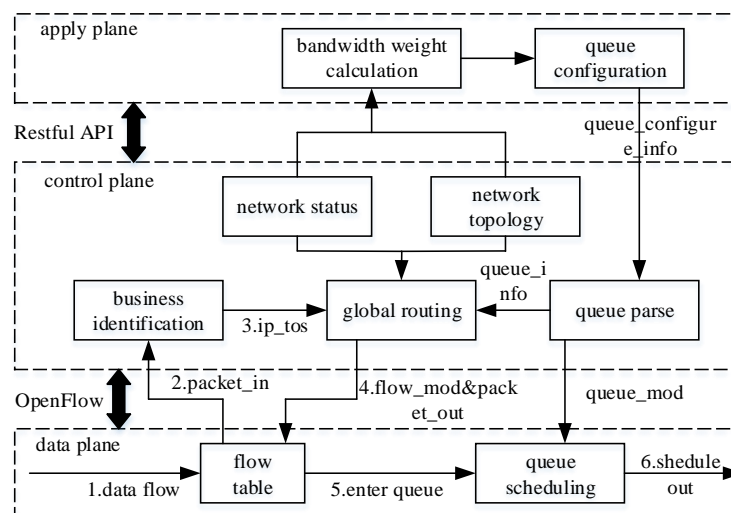 apply plane
bandwidth weight
calculation
queue
configuration
Restful API
queue_configur
e_info
control plane
network status
network
topology
business
identification
3.ip_tos
global routing
queue_i
nfo
queue parse
OpenFlow
2.packet_in
4.flow_mod&pack
et_out
queue_mod
data plane
1.data flow
flow
table
5.enter queue
queue
scheduling
6.shedule
out